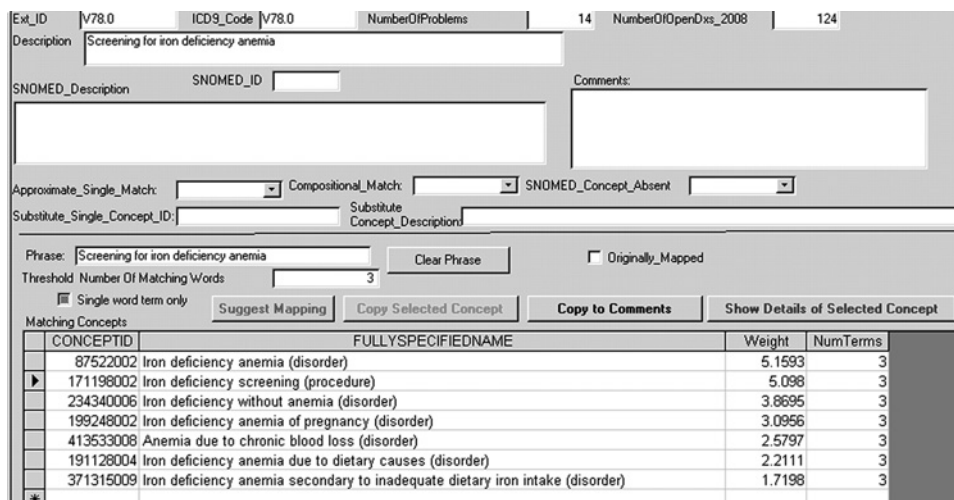 Ext_ID V78.0 ICD9_Code V78.0 NumberOfProblems 14 NumberOfOpenDxs_2008 124
Description Screening for iron deficiency anemia
SNOMED_ID Comments:
SNOMED_Description
Approximate_Single_Match: Compositional_Match: SNOMED_Concept_Absent
Substitute_Single_Concept_ID: Substitute Concept_Description:
Phrase: Screening for iron deficiency anemia Clear Phrase Originally_Mapped
Threshold Number Of Matching Words 3
Single word term only Suggest Mapping Copy Selected Concept Copy to Comments Show Details of Selected Concept
Matching Concepts
CONCEPTID FULLYSPECIFIEDNAME Weight NumTerms
87522002 Iron deficiency anemia (disorder) 5.1593 3
171198002 Iron deficiency screening (procedure) 5.098 3
234340006 Iron deficiency without anemia (disorder) 3.8695 3
199248002 Iron deficiency anemia of pregnancy (disorder) 3.0956 3
413533008 Anemia due to chronic blood loss (disorder) 2.5797 3
191128004 Iron deficiency anemia due to dietary causes (disorder) 2.2111 3
371315009 Iron deficiency anemia secondary to inadequate dietary iron intake (disorder) 1.7198 3